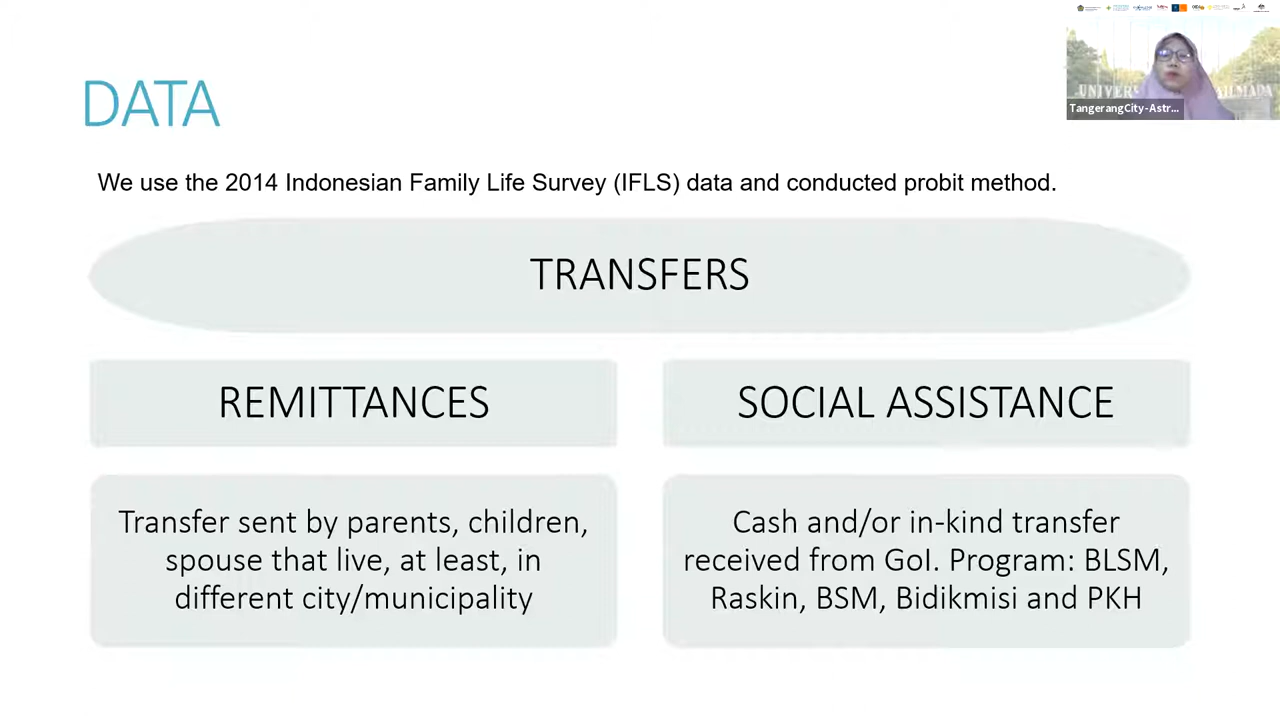 DATA
TangerangCity-Astr...
We use the 2014 Indonesian Family Life Survey (IFLS) data and conducted probit method.
TRANSFERS
REMITTANCES
SOCIAL ASSISTANCE
Transfer sent by parents, children,
spouse that live, at least, in
different city/municipality
Cash and/or in-kind transfer
received from GoI. Program: BLSM,
Raskin, BSM, Bidikmisi and PKH